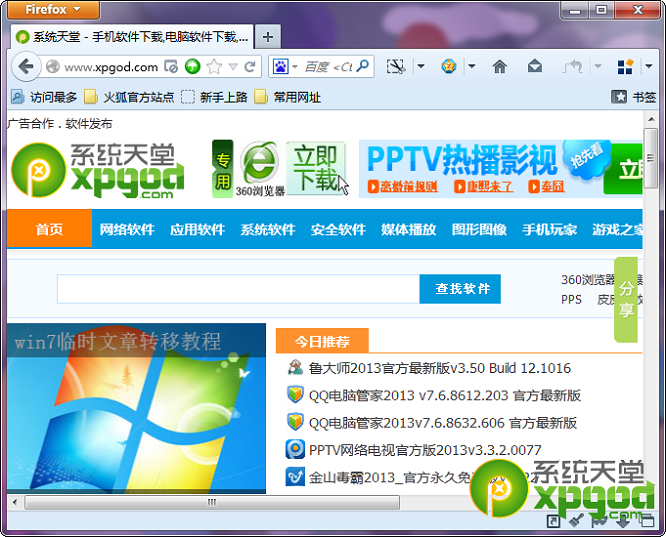 Firefox
系统天堂 - 手机软件下载,电脑软件下载,...
www.xpgod.com
百度 <Ct
访问最多 火狐官方站点 新手上路 常用网址 书签
广告合作 . 软件发布
系统天堂
xpgod
.com
专用
360浏览器
立即
下载
PPTV热播影视
抢先看
离婚前规则 康熙来了 泰囧
首页 网络软件 应用软件 系统软件 安全软件 媒体播放 图形图像 手机玩家 游戏之家
查找软件
360浏览器
PPS
分享
win7临时文章转移教程
今日推荐
鲁大师2013官方最新版v3.50 Build 12.1016
QQ电脑管家2013 v7.6.8612.203 官方最新版
QQ电脑管家2013 v7.6.8632.606 官方最新版
PPTV网络电视官方版2013v3.3.2.0077
金山毒霸2013_官方永久免
系统天堂
xpgod
.com